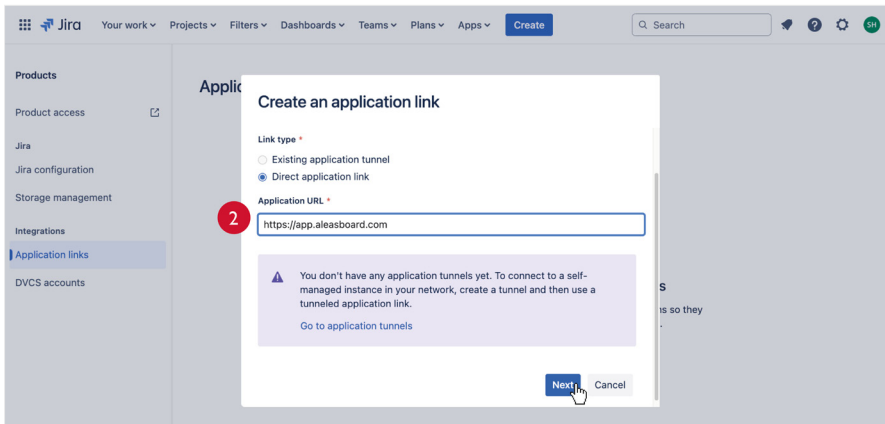 Jira Your work Projects Filters Dashboards Teams Plans Apps Create Search SH
Products
Product access
Jira
Jira configuration
Storage management
Integrations
Application links
DVCS accounts
Applic
Create an application link
Link type *
Existing application tunnel
Direct application link
Application URL *
2
https://app.aleasboard.com
You don't have any application tunnels yet. To connect to a self-
managed instance in your network, create a tunnel and then use a
tunneled application link.
Go to application tunnels
s
ns so they
.
Next Cancel